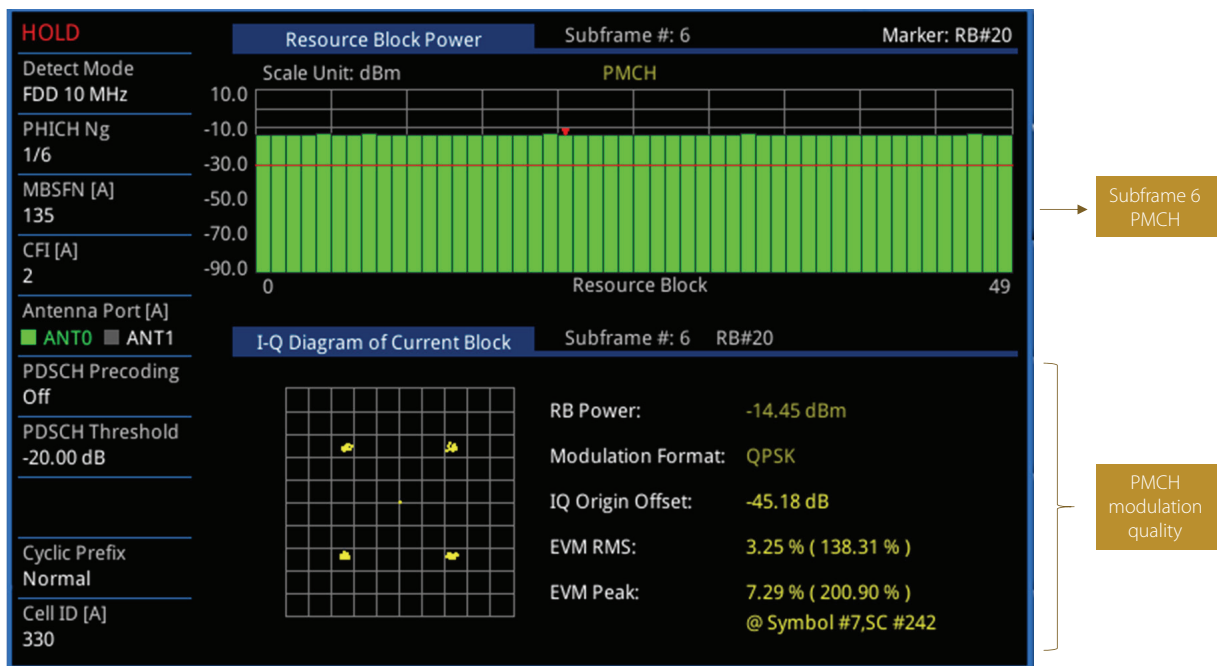 HOLD
Detect Mode
FDD 10 MHz
PHICH Ng
1/6
MBSFN [A]
135
CFI [A]
2
Antenna Port [A]
ANT0 ANT1
PDSCH Precoding
Off
PDSCH Threshold
-20.00 dB
Cyclic Prefix
Normal
Cell ID [A]
330
Resource Block Power Subframe #: 6 Marker: RB#20
Scale Unit: dBm PMCH
10.0
-10.0
-30.0
-50.0
-70.0
-90.0
0 Resource Block 49
I-Q Diagram of Current Block Subframe #: 6 RB#20
RB Power: -14.45 dBm
Modulation Format: QPSK
IQ Origin Offset: -45.18 dB
EVM RMS: 3.25 % ( 138.31 % )
EVM Peak: 7.29 % ( 200.90 % )
@ Symbol #7,SC #242
Subframe 6
PMCH
PMCH
modulation
quality